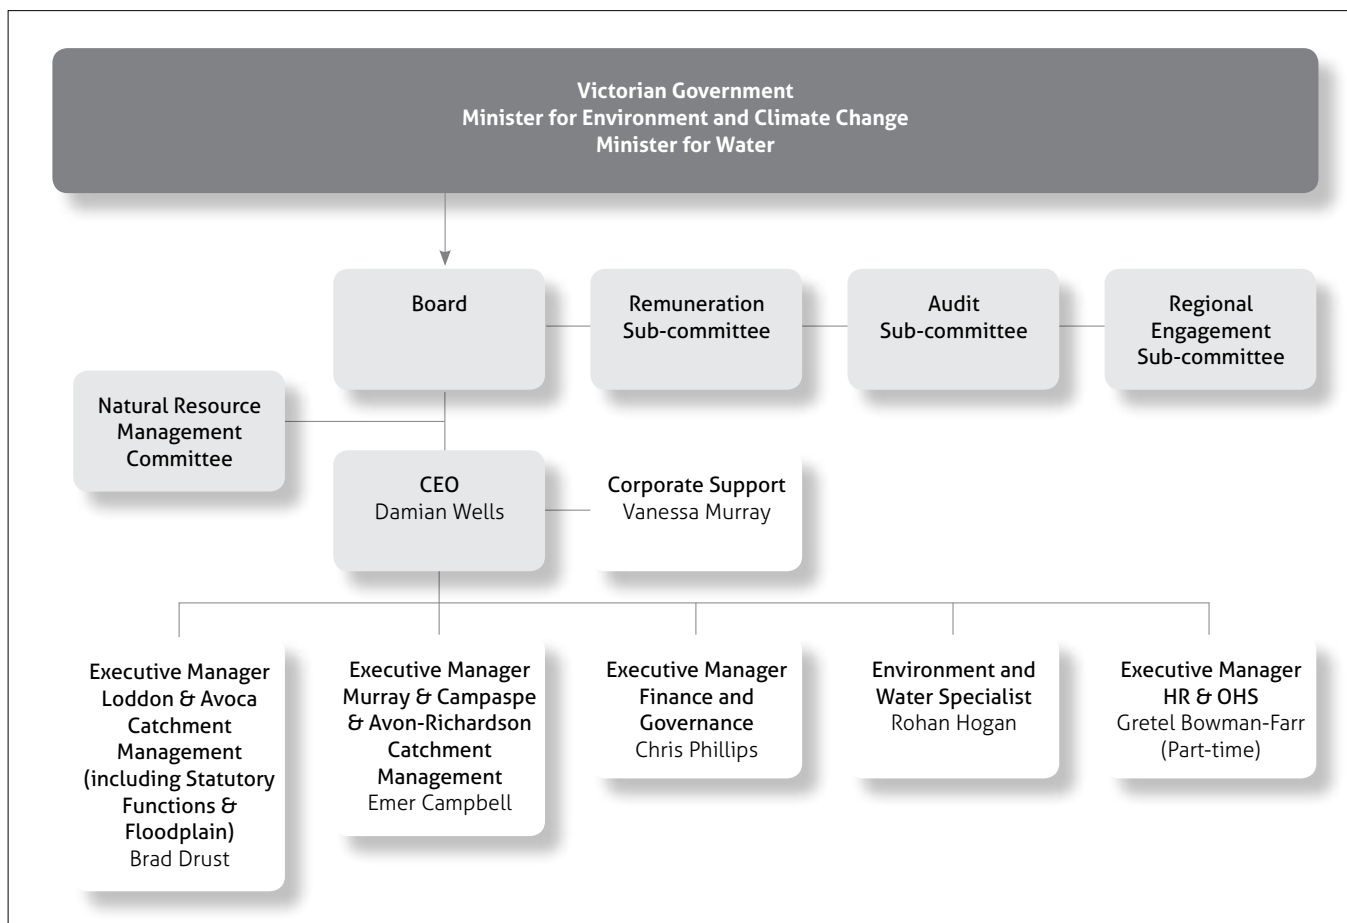 Victorian Government
Minister for Environment and Climate Change
Minister for Water
Board
Remuneration
Sub-committee
Audit
Sub-committee
Regional
Engagement
Sub-committee
Natural Resource
Management
Committee
CEO
Damian Wells
Corporate Support
Vanessa Murray
Executive Manager
Loddon & Avoca
Catchment
Management
(including Statutory
Functions &
Floodplain)
Brad Drust
Executive Manager
Murray & Campaspe
& Avon-Richardson
Catchment
Management
Emer Campbell
Executive Manager
Finance and
Governance
Chris Phillips
Environment and
Water Specialist
Rohan Hogan
Executive Manager
HR & OHS
Gretel Bowman-Farr
(Part-time)